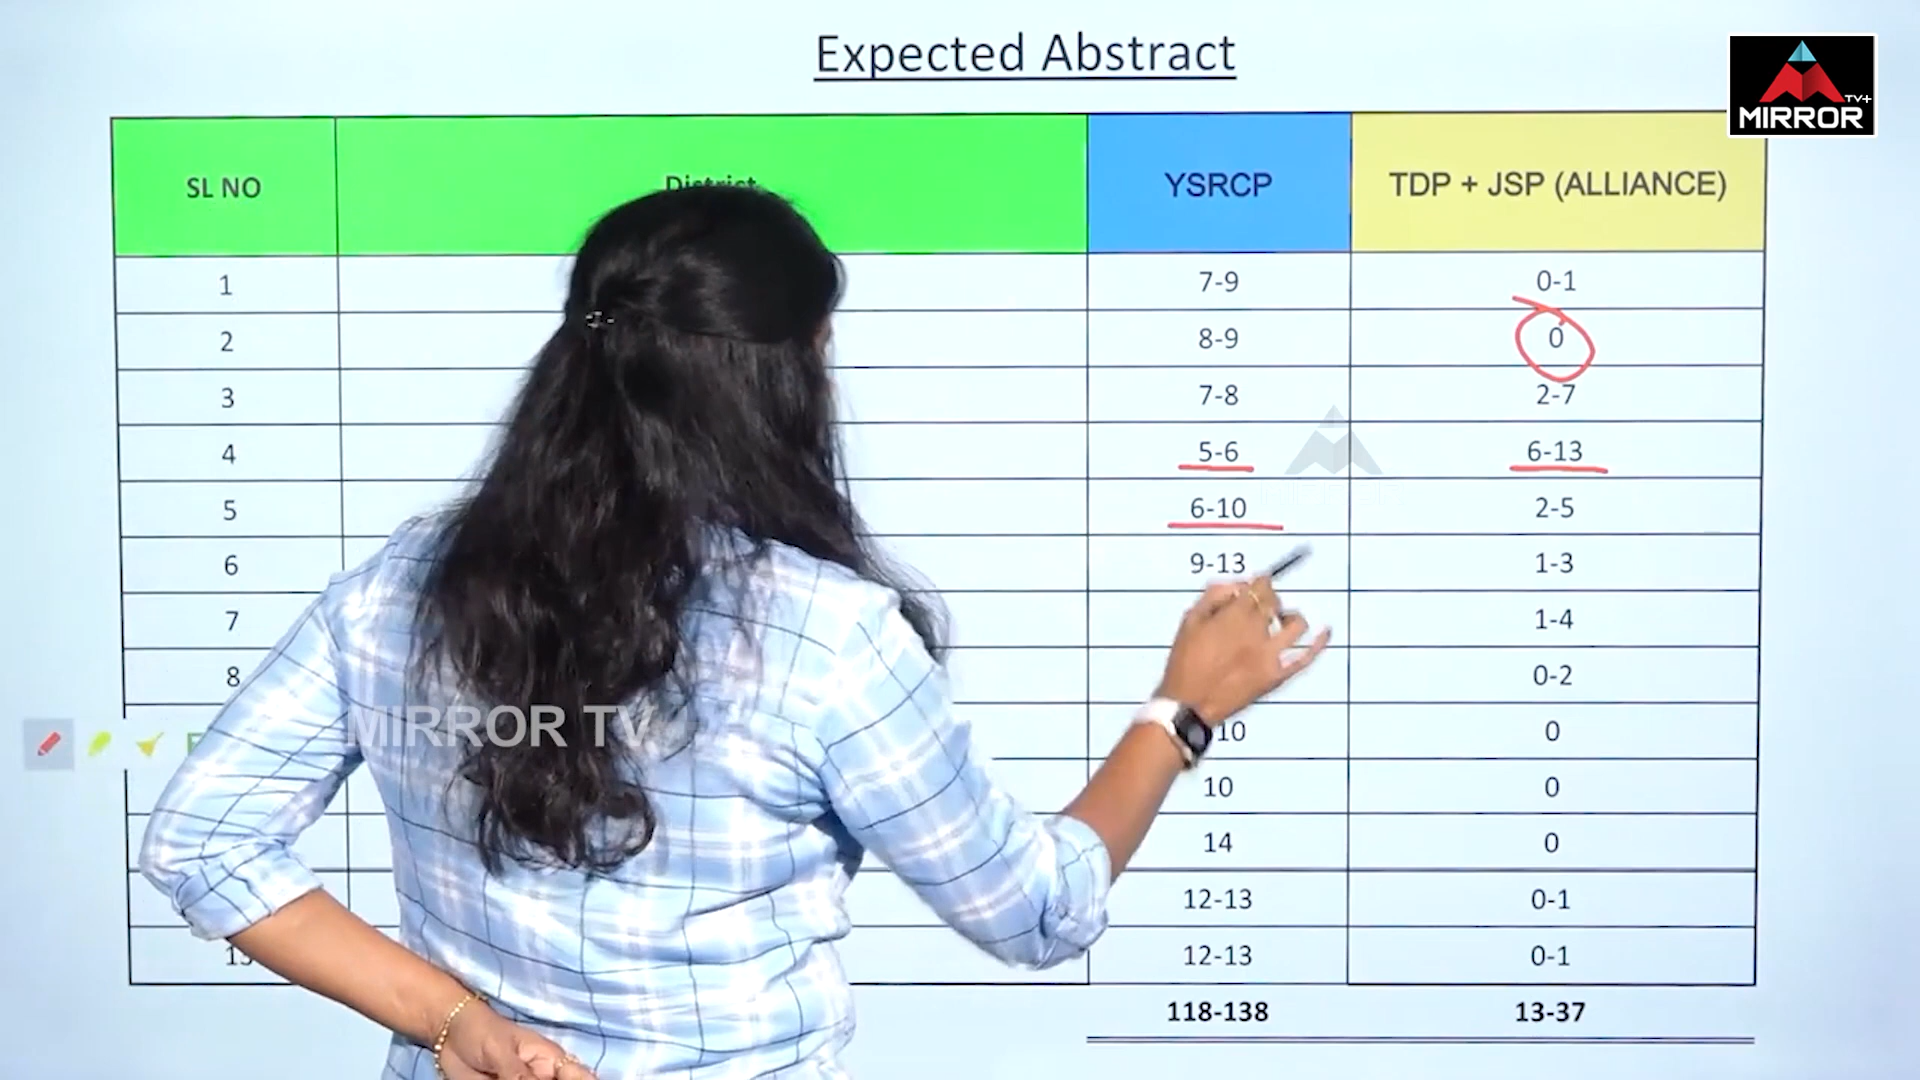 Expected Abstract
TV+
MIRROR
SL NO District YSRCP TDP + JSP (ALLIANCE)
1 7-9 0-1
2 8-9 0
3 7-8 2-7
4 5-6 6-13
5 6-10 2-5
6 9-13 1-3
7 1-4
8 0-2
10 0
10 0
14 0
12-13 0-1
13 12-13 0-1
118-138 13-37
MIRROR TV